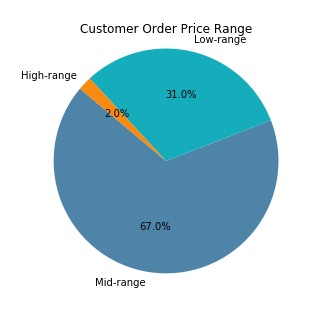 Customer Order Price Range
Low-range
High-range
31.0%
2.0%
67.0%
Mid-range